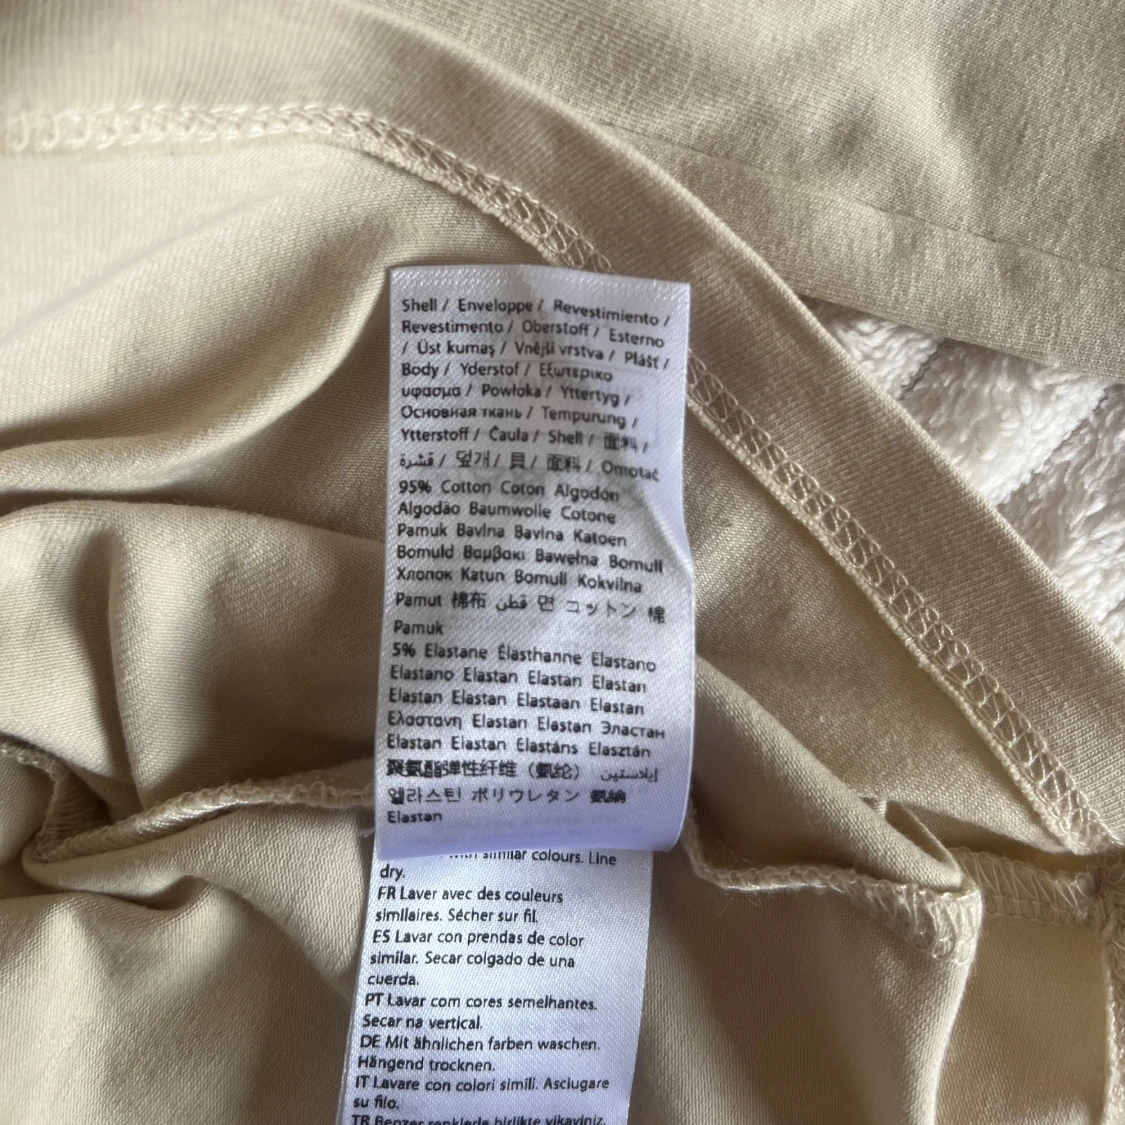 Shell / Enveloppe / Revestimiento /
Revestimento / Oberstoff / Esterno
/ Üst kumaş / Vnější vrstva / Plášť /
Body / Yderstof / Εξωτερικο
υφασμα / Powłoka / Yttertyg /
Основная ткань / Tempurung /
Ytterstoff / Čaula / Shell / 面料 /
قشرة / 덮개 / 貝 / 面料 / Omotač
95% Cotton Coton Algodón
Algodão Baumwolle Cotone
Pamuk Bavlna Bavlna Katoen
Bomuld Βαμβακι Bawełna Bomull
Хлопок Katun Bomull Kokvilna
Pamut 棉布 قطن 면 コットン 棉
Pamuk
5% Elastane Élasthanne Elastano
Elastano Elastan Elastan Elastan
Elastan Elastan Elastaan Elastan
Ελαστανη Elastan Elastan Эластан
Elastan Elastan Elastāns Elasztán
聚氨酯弹性纤维（氨纶） إيلاستين
엘라스틴 ポリウレタン 氨綸
Elastan
with similar colours. Line
dry.
FR Laver avec des couleurs
similaires. Sécher sur fil.
ES Lavar con prendas de color
similar. Secar colgado de una
cuerda.
PT Lavar com cores semelhantes.
Secar na vertical.
DE Mit ähnlichen farben waschen.
Hängend trocknen.
IT Lavare con colori simili. Asciugare
su filo.
TR Benzer renklerle birlikte yıkayınız.